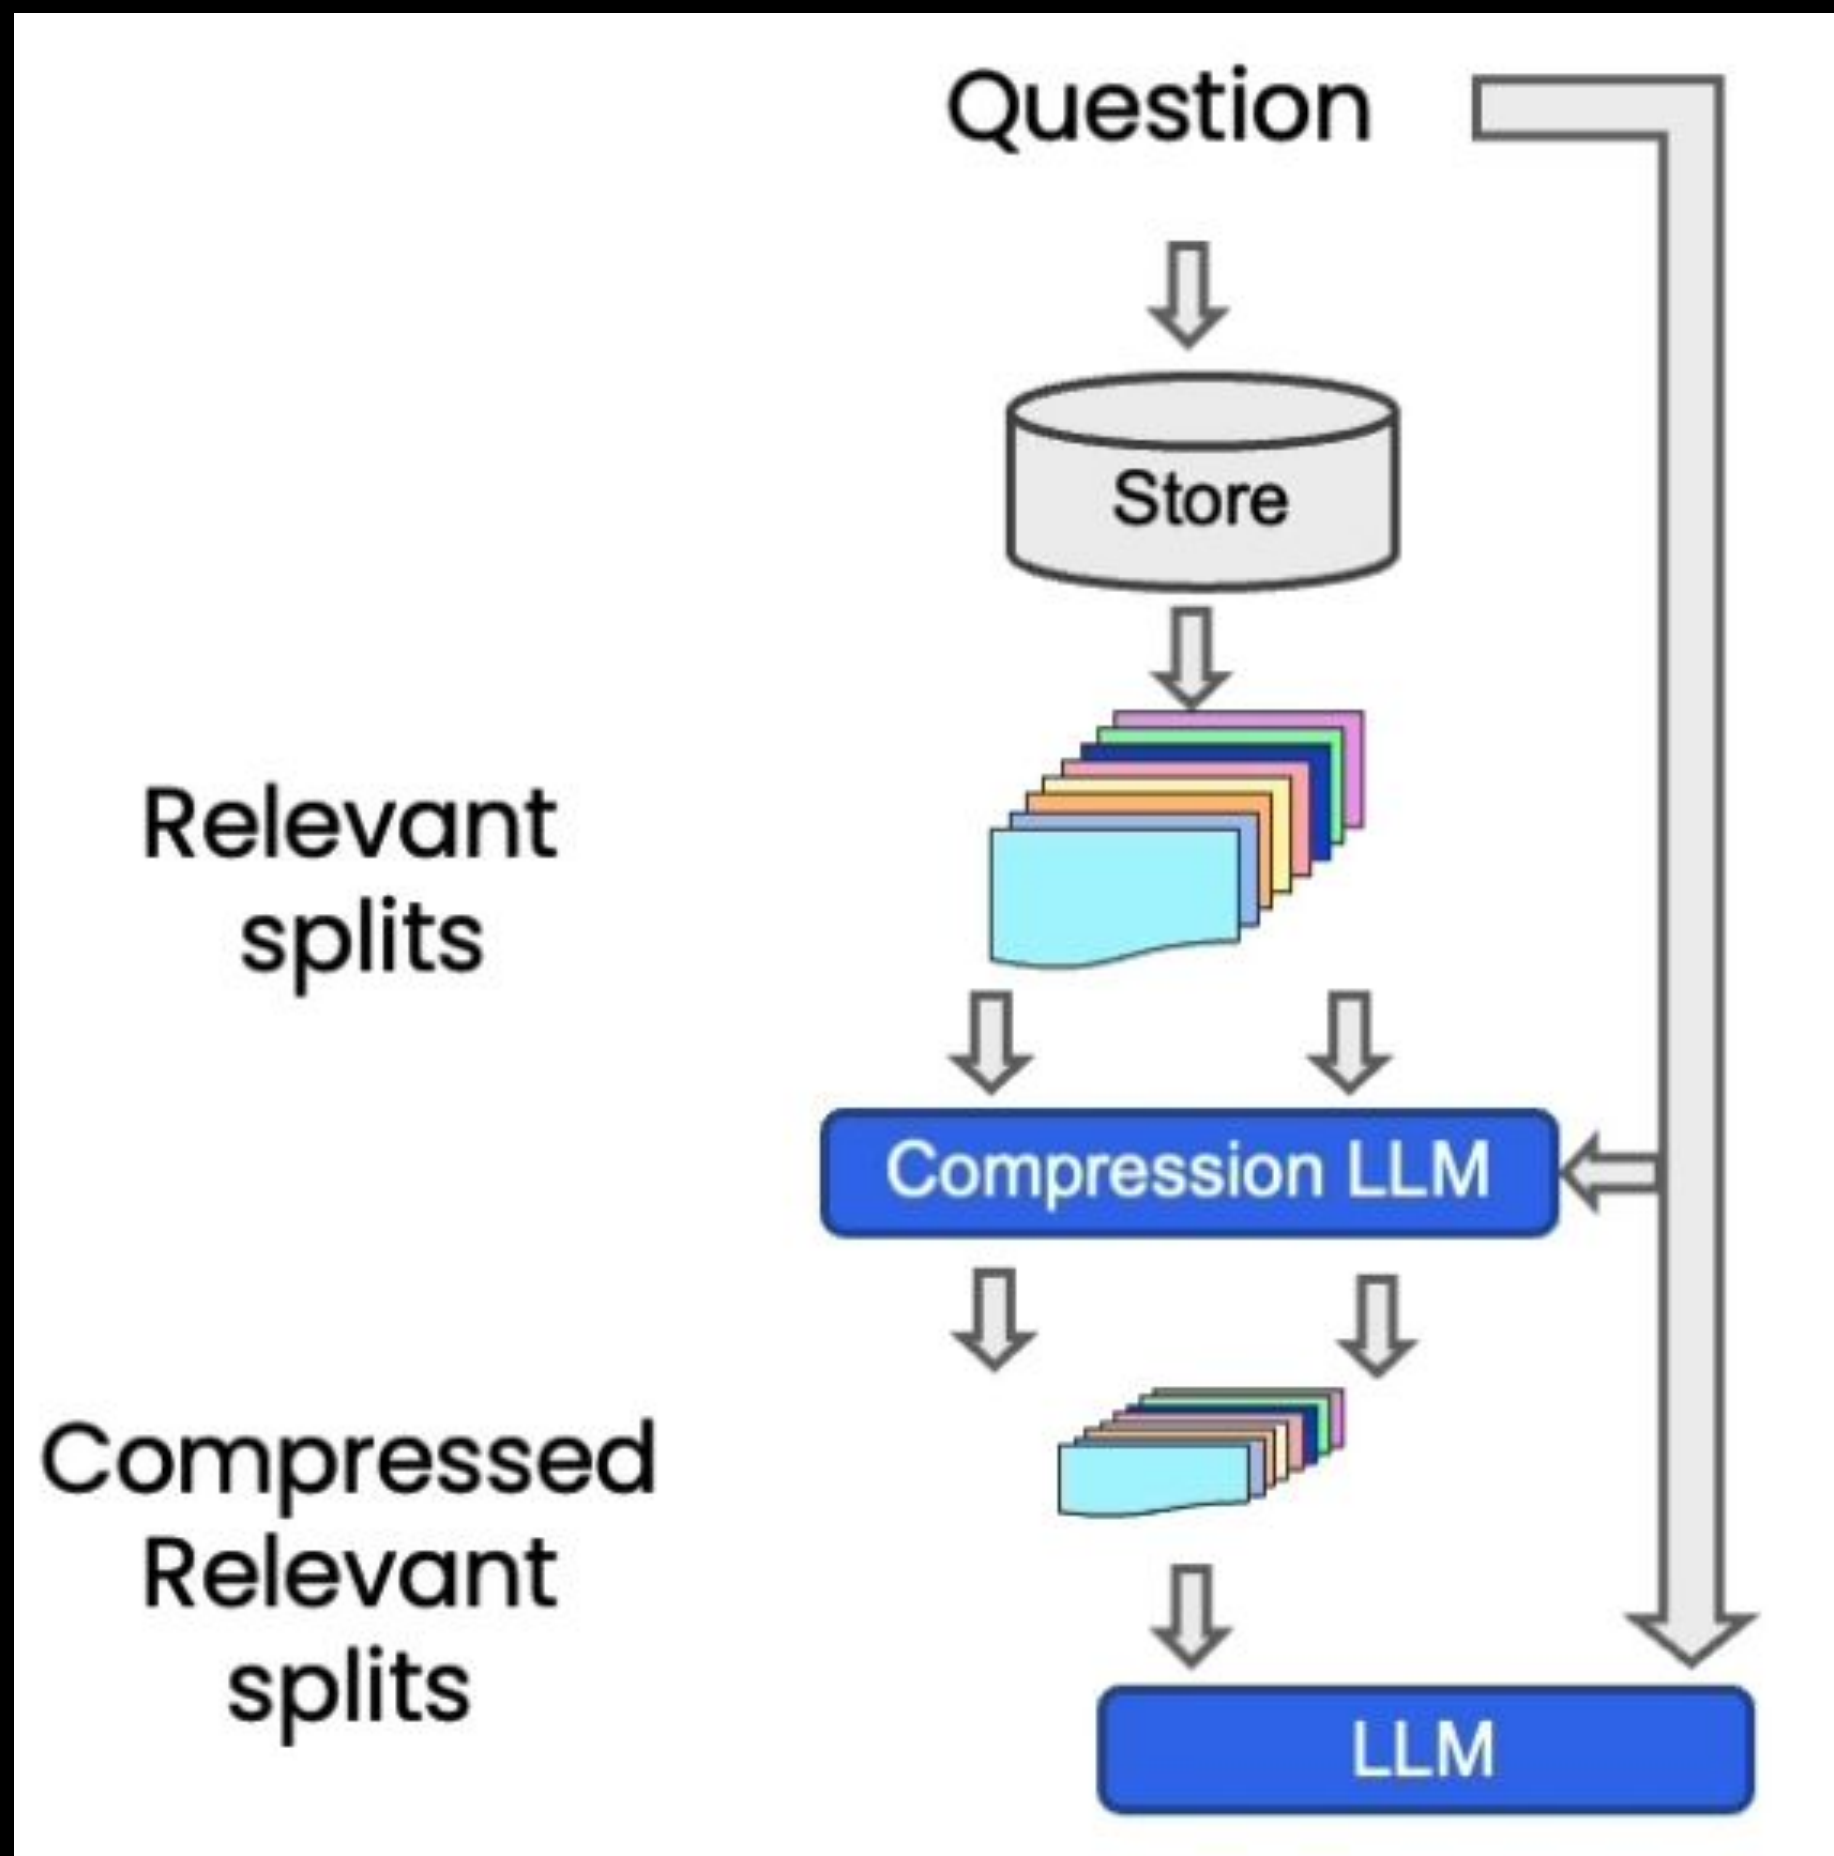 Question
Store
Relevant
splits
Compression LLM
Compressed
Relevant
splits
LLM